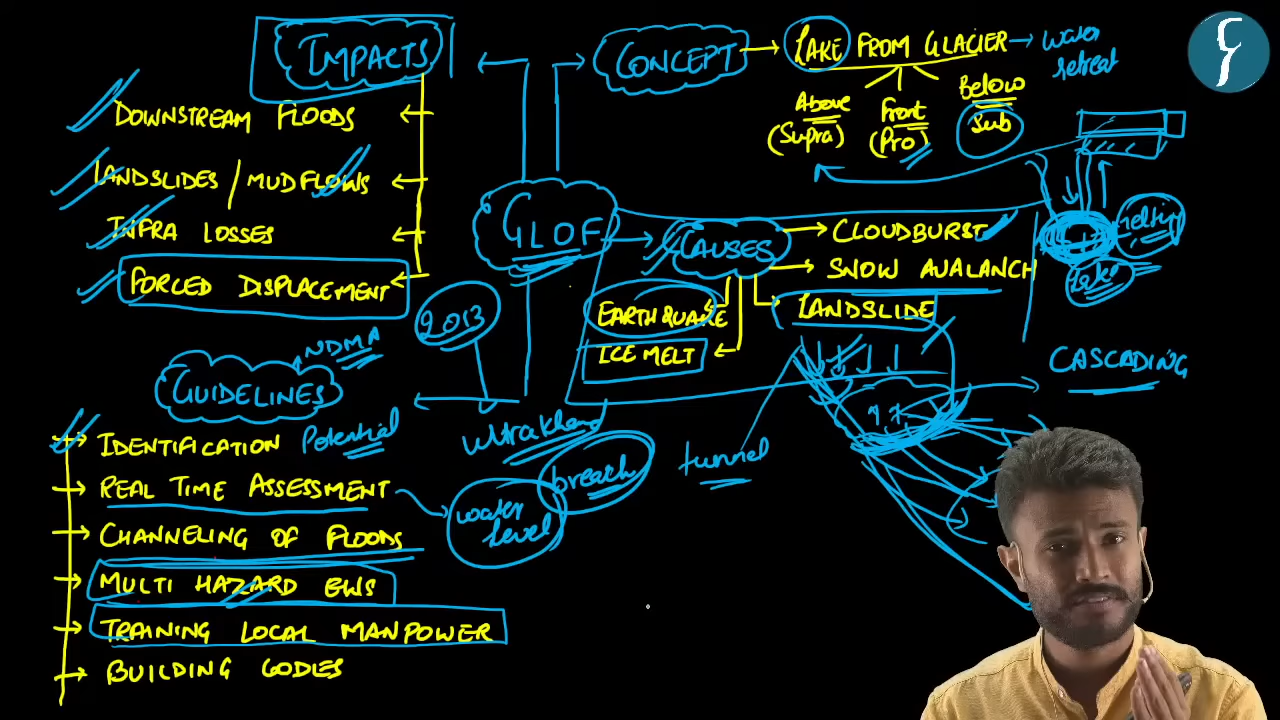 IMPACTS
DOWNSTREAM FLOODS
LANDSLIDES / MUDFLOWS
INFRA LOSSES
FORCED DISPLACEMENT
CONCEPT
LAKE FROM GLACIER
water
retreat
Above
(Supra)
Front
(Pro)
Below
Sub
melting
GLOF
CAUSES
CLOUDBURST
SNOW AVALANCH
LANDSLIDE
EARTHQUAKE
ICE MELT
CASCADING
tunnel
2013
Uttrakhand
breach
GUIDELINES
NDMA
IDENTIFICATION Potential
REAL TIME ASSESSMENT
water
level
CHANNELING OF FLOODS
MULTI HAZARD EWS
TRAINING LOCAL MANPOWER
BUILDING CODES